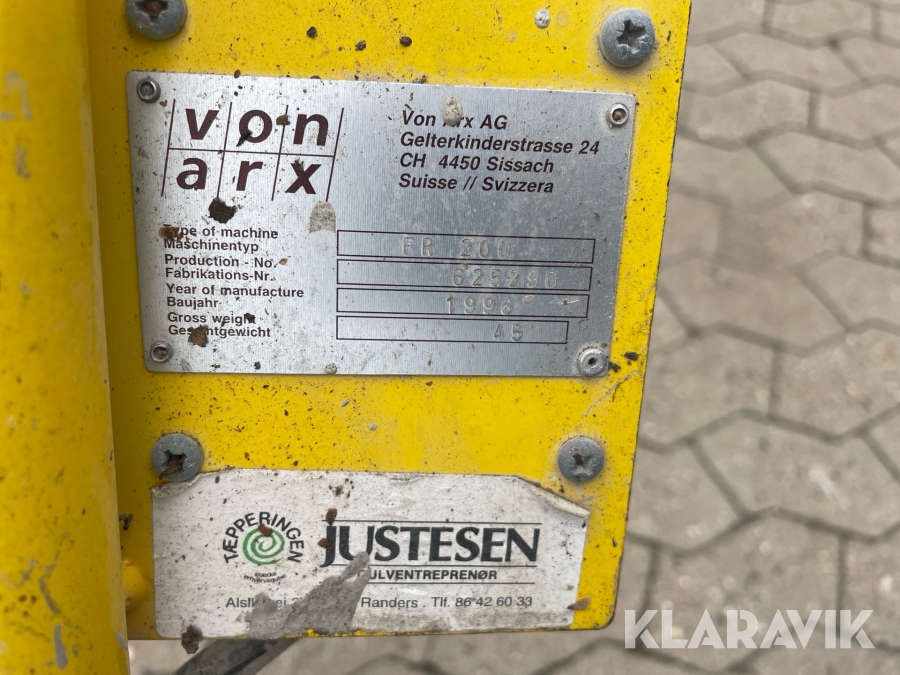 von
arx
Von Arx AG
Gelterkinderstrasse 24
CH 4450 Sissach
Suisse // Svizzera
Type of machine
Maschinentyp
FR 200
Production - No.
Fabrikations-Nr.
625290
Year of manufacture
Baujahr
1996
Gross weight
Gesamtgewicht
45
TÆPPERINGEN
JUSTESEN
GULVENTREPRENØR
Randers . Tlf. 86 42 60 33
KLARAVIK